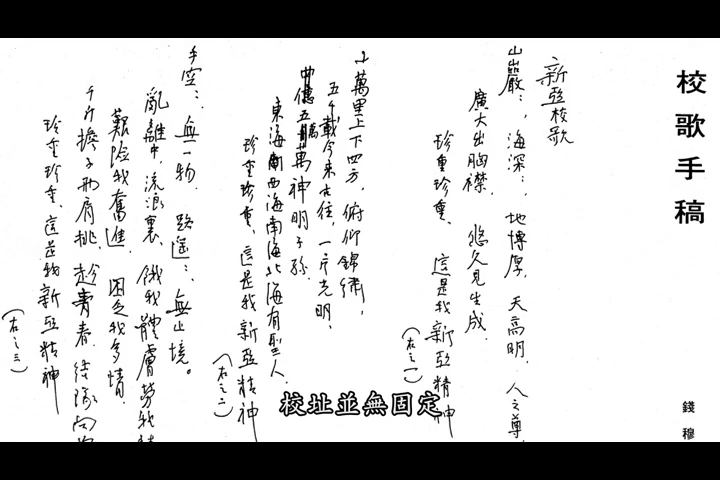 校歌手稿
錢穆
新亞校歌
山巖：，海深：，地博厚，天高明，人之尊，
廣大出胸襟，悠久見生成．
珍重珍重，這是我新亞精神
（右之一）
十萬里上下四方，俯仰錦繡，
五千載今來古往，一片光明．
五萬萬神明子孫．
東海西海南海北海有聖人．
珍重珍重，這是我新亞精神
（右之二）
手空：，無一物，路遙：，無止境。
亂離中，流浪裏，餓我體膚勞我
艱險我奮進，困乏我多情．
千斤擔子兩肩挑，趁青春，結隊向
珍重珍重，這是我新亞精神
（右之三）
校址並無固定